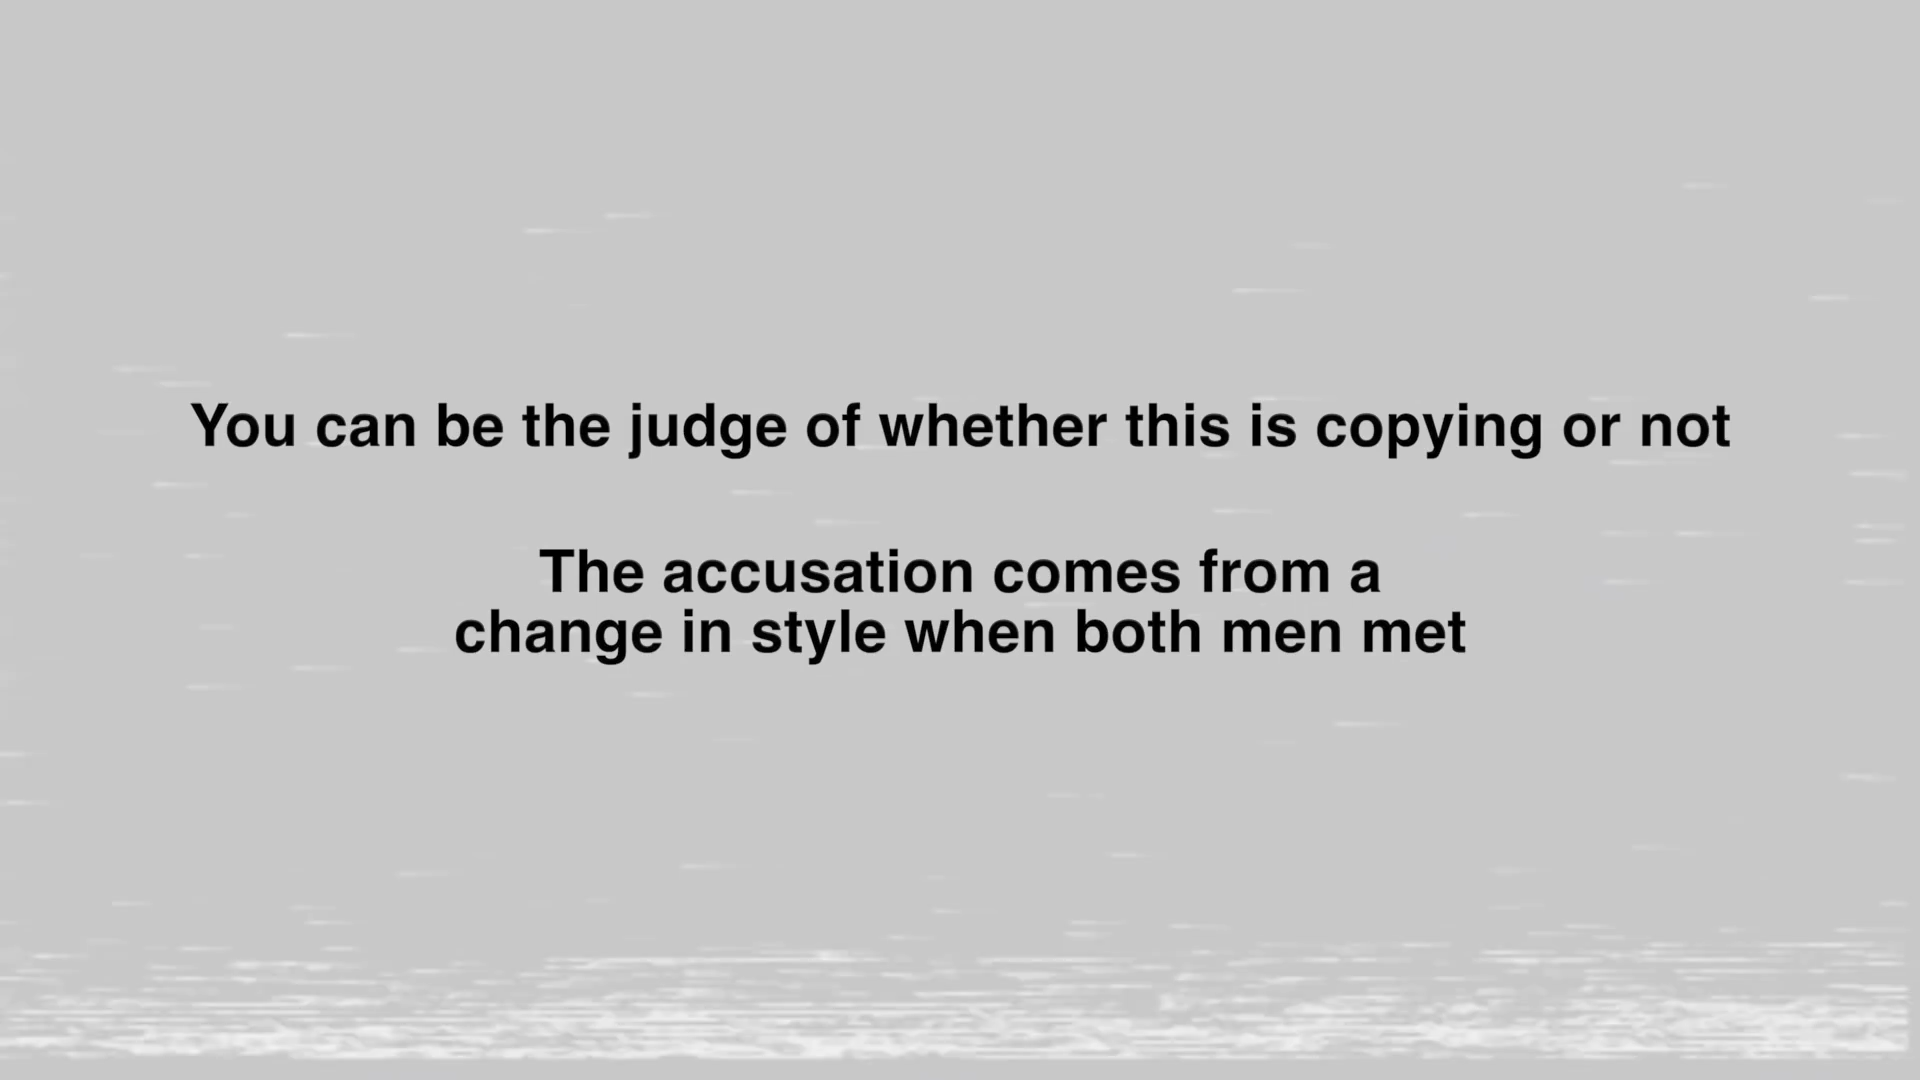 You can be the judge of whether this is copying or not
The accusation comes from a
change in style when both men met